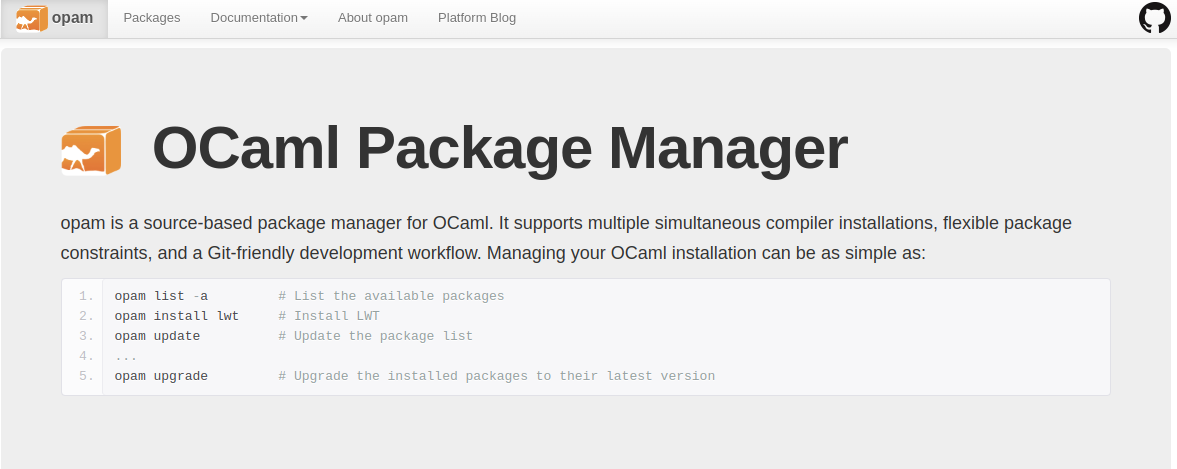 opam Packages Documentation About opam Platform Blog
OCaml Package Manager
opam is a source-based package manager for OCaml. It supports multiple simultaneous compiler installations, flexible package
constraints, and a Git-friendly development workflow. Managing your OCaml installation can be as simple as:
1. opam list -a # List the available packages
2. opam install lwt # Install LWT
3. opam update # Update the package list
4. ...
5. opam upgrade # Upgrade the installed packages to their latest version